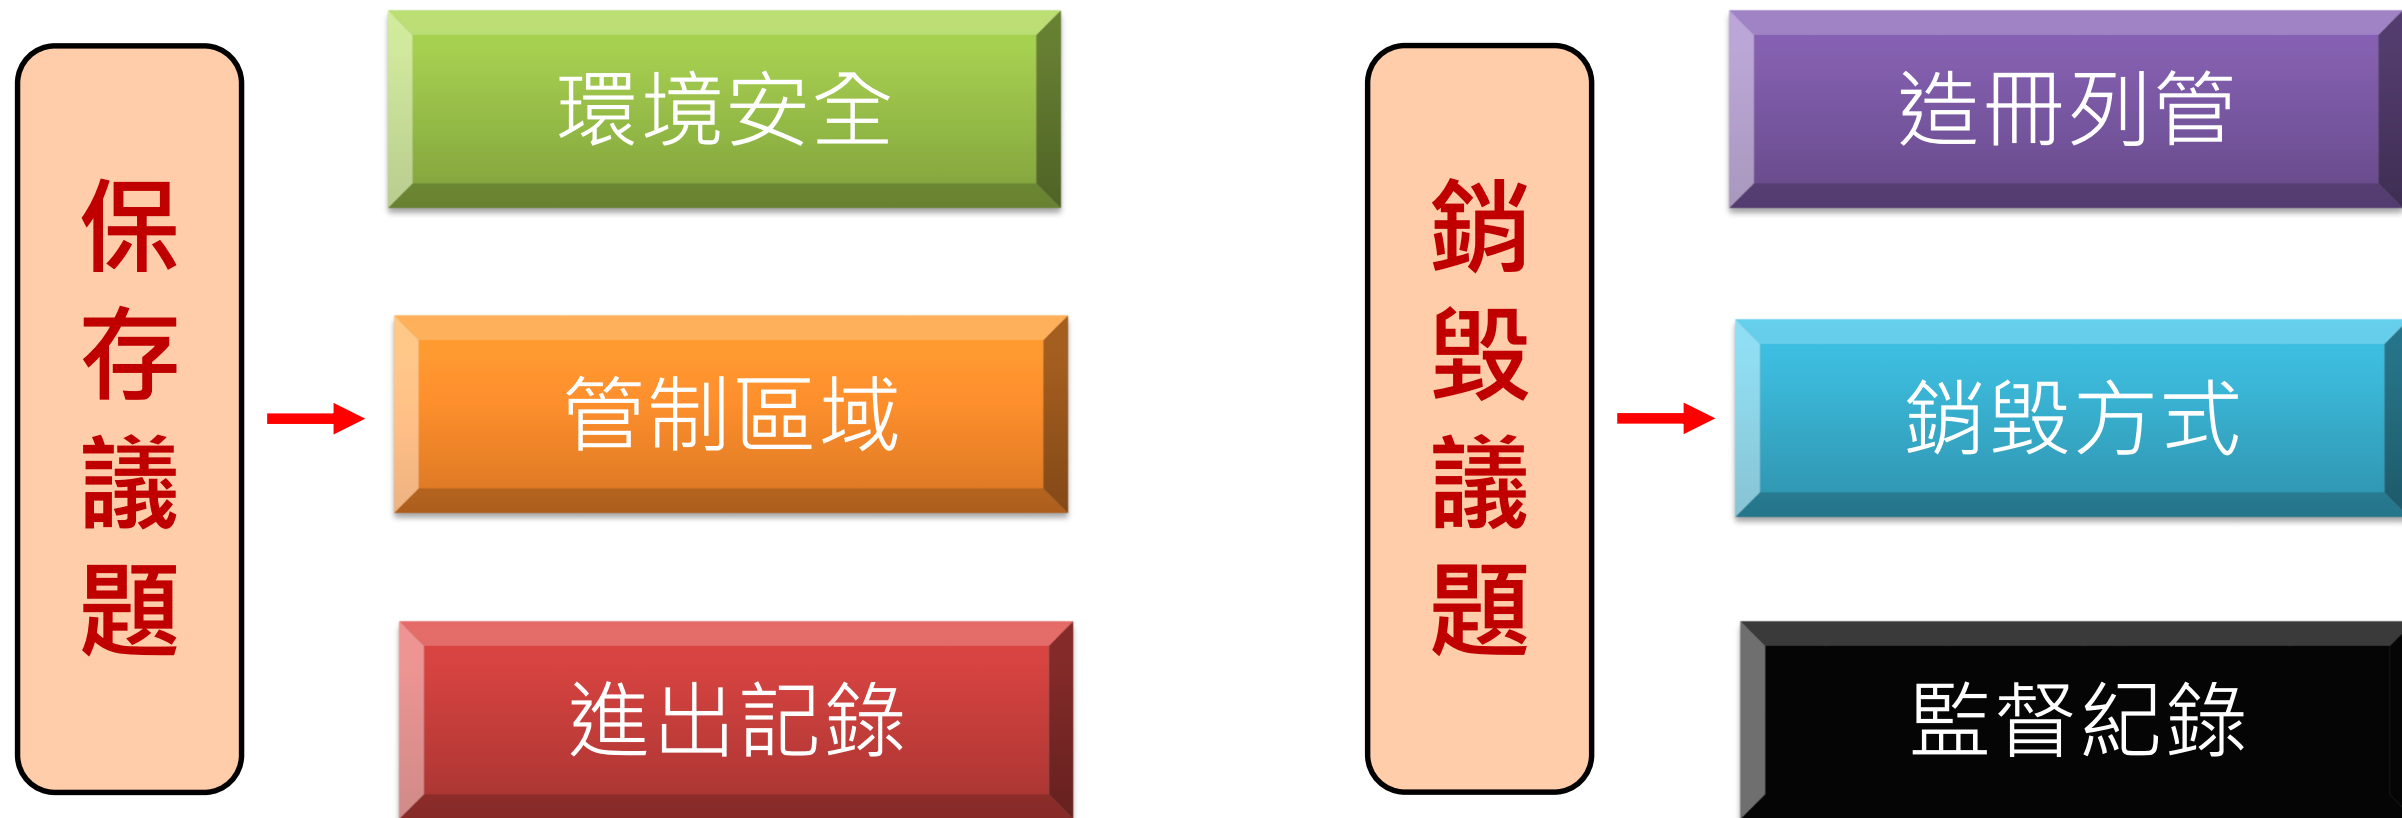 保存議題
環境安全
管制區域
進出記錄
銷毀議題
造冊列管
銷毀方式
監督紀錄